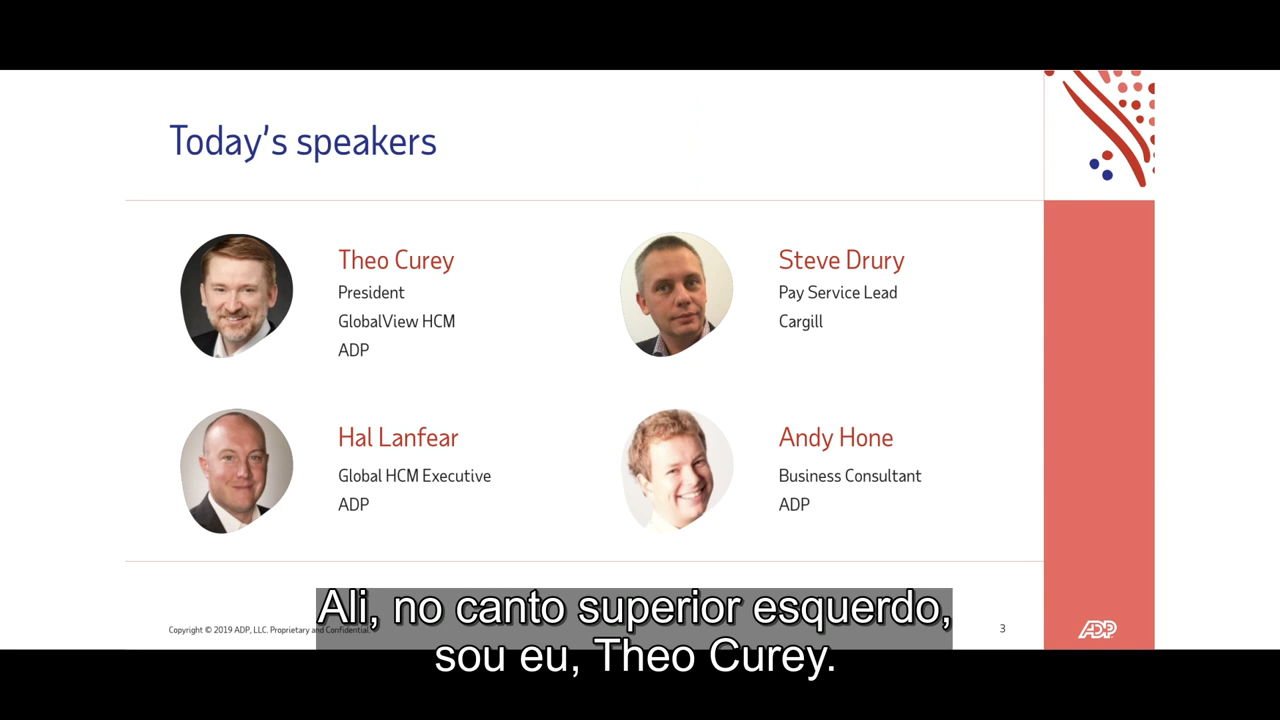 Today's speakers
Theo Curey
President
GlobalView HCM
ADP
Steve Drury
Pay Service Lead
Cargill
Hal Lanfear
Global HCM Executive
ADP
Andy Hone
Business Consultant
ADP
Copyright © 2019 ADP, LLC. Proprietary and Confidential.
3
ADP
Ali, no canto superior esquerdo,
sou eu, Theo Curey.